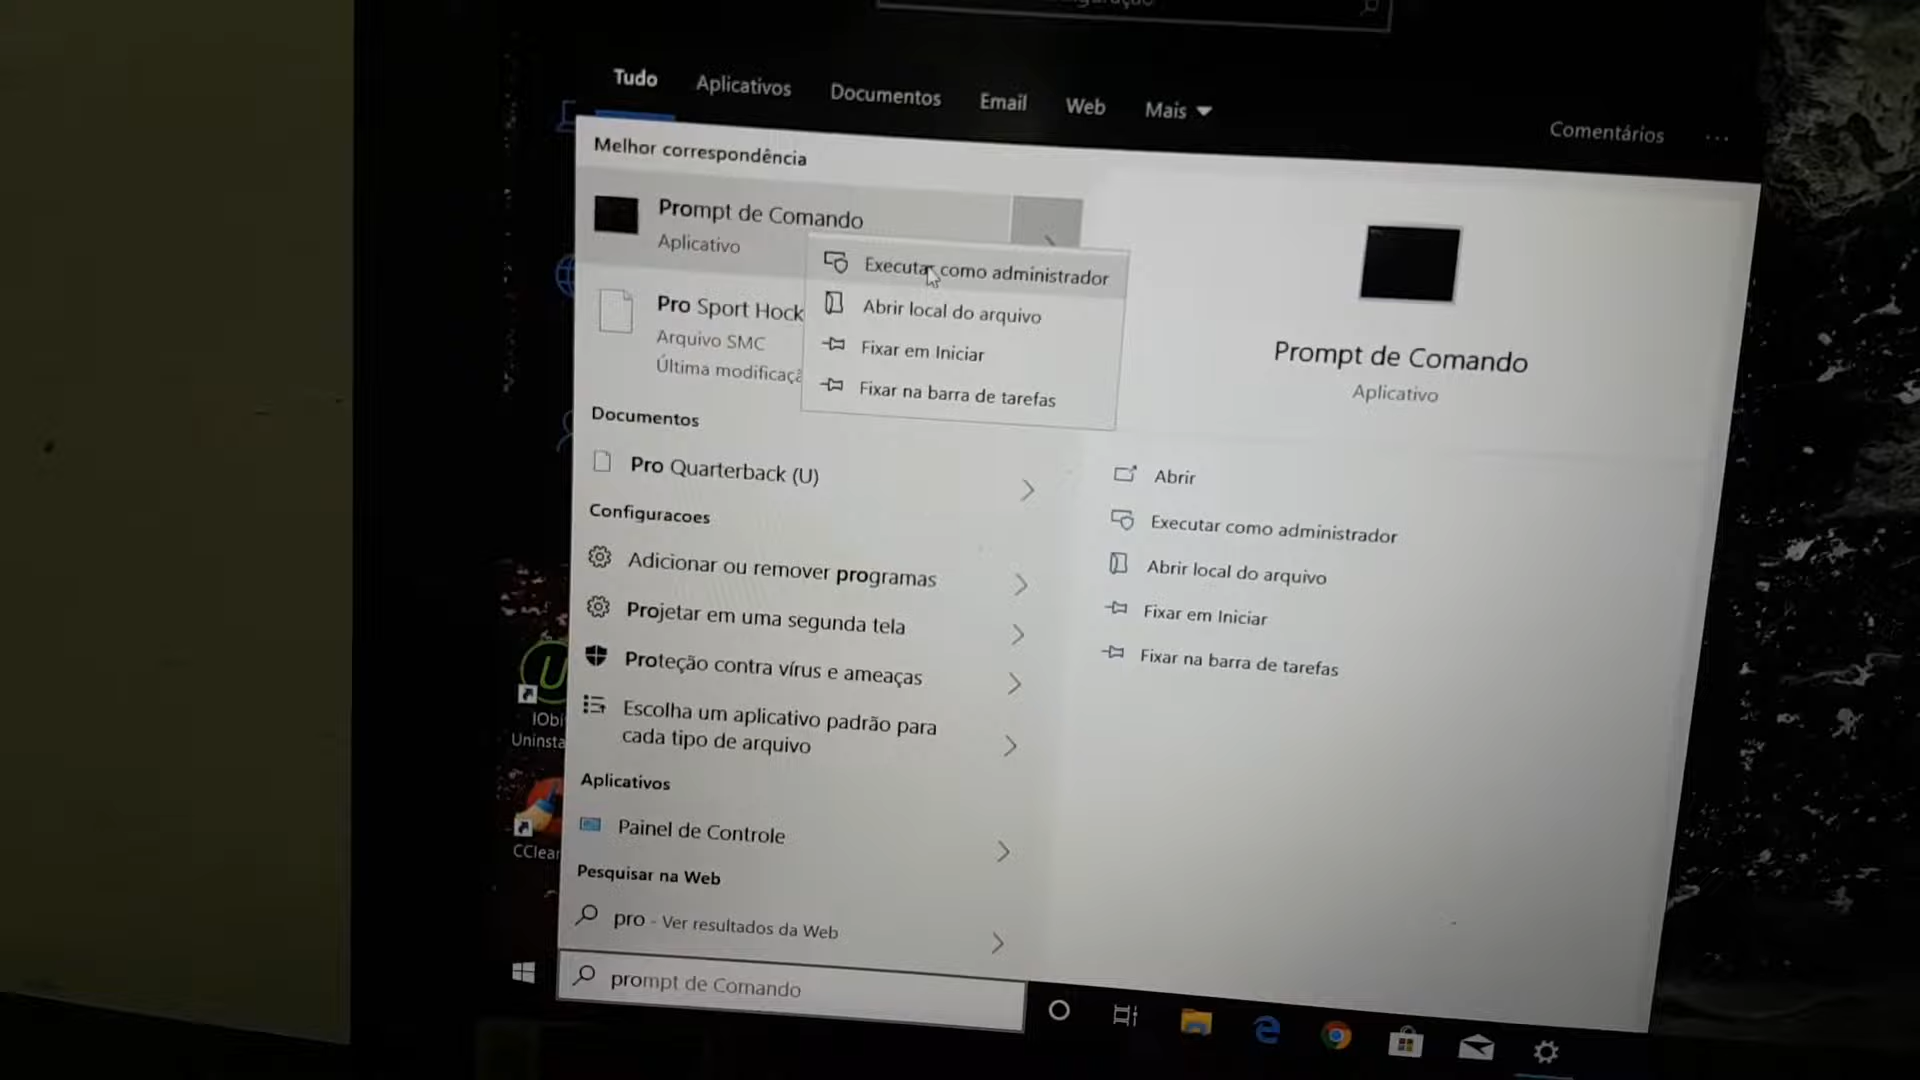 Tudo
Aplicativos
Documentos
Email
Web
Mais
Comentários
...
Melhor correspondência
Prompt de Comando
Aplicativo
Executar como administrador
Abrir local do arquivo
Fixar em Iniciar
Fixar na barra de tarefas
Pro Sport Hock
Arquivo SMC
Última modificaçã
Documentos
Pro Quarterback (U)
Configuracoes
Adicionar ou remover programas
Projetar em uma segunda tela
Proteção contra vírus e ameaças
Escolha um aplicativo padrão para
cada tipo de arquivo
Aplicativos
Painel de Controle
Pesquisar na Web
pro - Ver resultados da Web
prompt de Comando
Prompt de Comando
Aplicativo
Abrir
Executar como administrador
Abrir local do arquivo
Fixar em Iniciar
Fixar na barra de tarefas
IObi
Uninsta
CClear